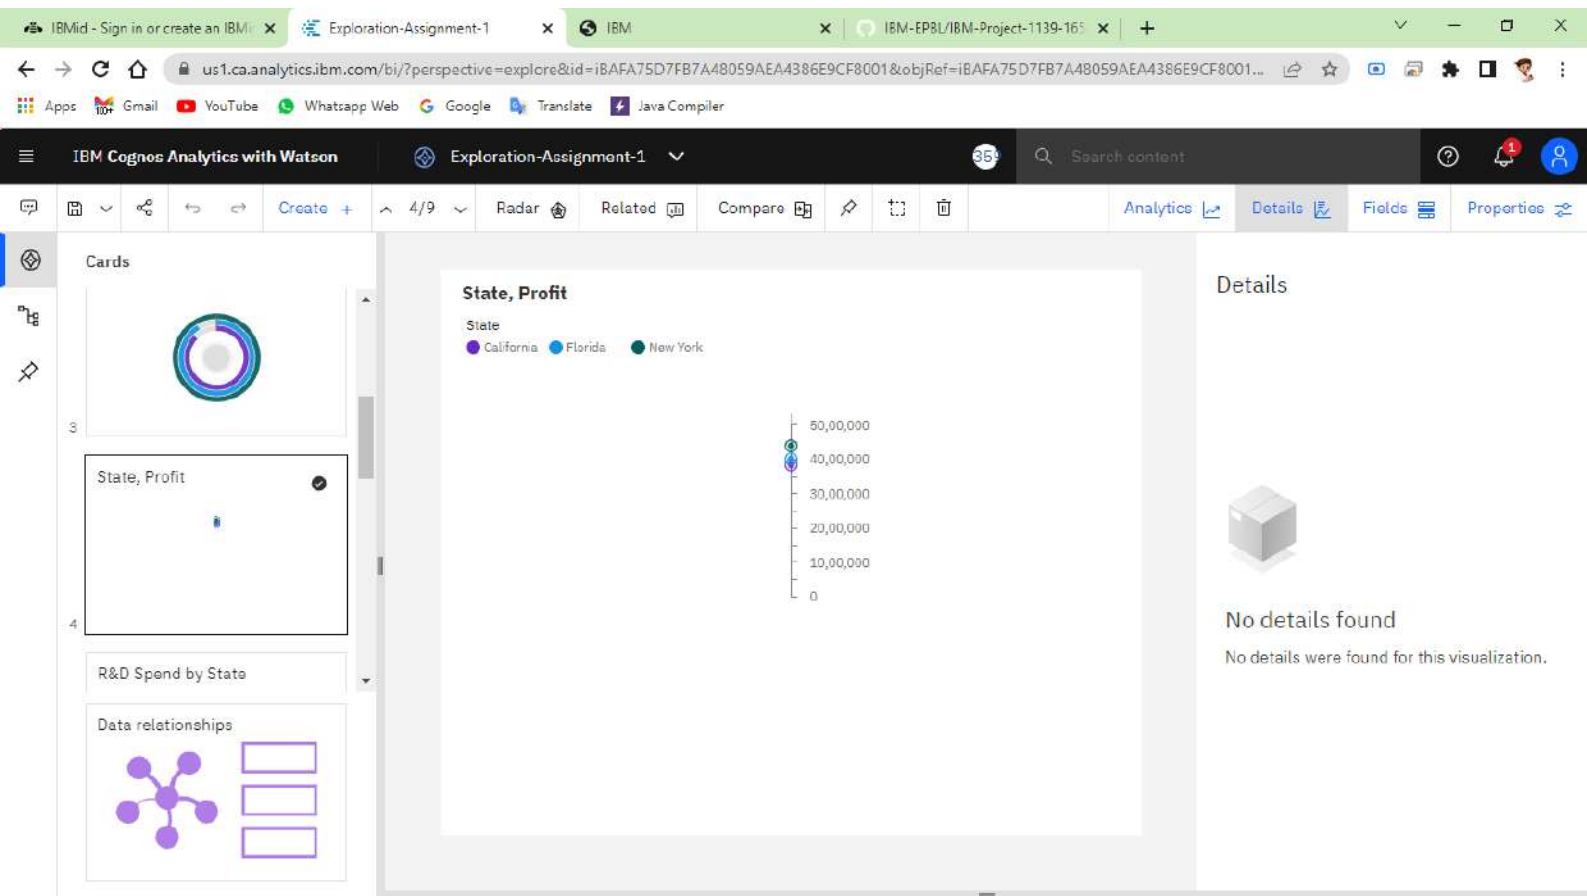 IBMid - Sign in or create an IBMi
Exploration-Assignment-1
IBM
IBM-EPBL/IBM-Project-1139-165
us1.ca.analytics.ibm.com/bi/?perspective=explore&id=iBAFA75D7FB7A48059AEA4386E9CF8001&objRef=iBAFA75D7FB7A48059AEA4386E9CF8001...
Apps
100+
Gmail
YouTube
Whatsapp Web
Google
Translate
Java Compiler
IBM Cognos Analytics with Watson
Exploration-Assignment-1
359
Search content
1
Create +
4/9
Radar
Related
Compare
Analytics
Details
Fields
Properties
Cards
3
State, Profit
4
R&D Spend by State
Data relationships
State, Profit
State
California
Florida
New York
50,00,000
40,00,000
30,00,000
20,00,000
10,00,000
0
Details
No details found
No details were found for this visualization.